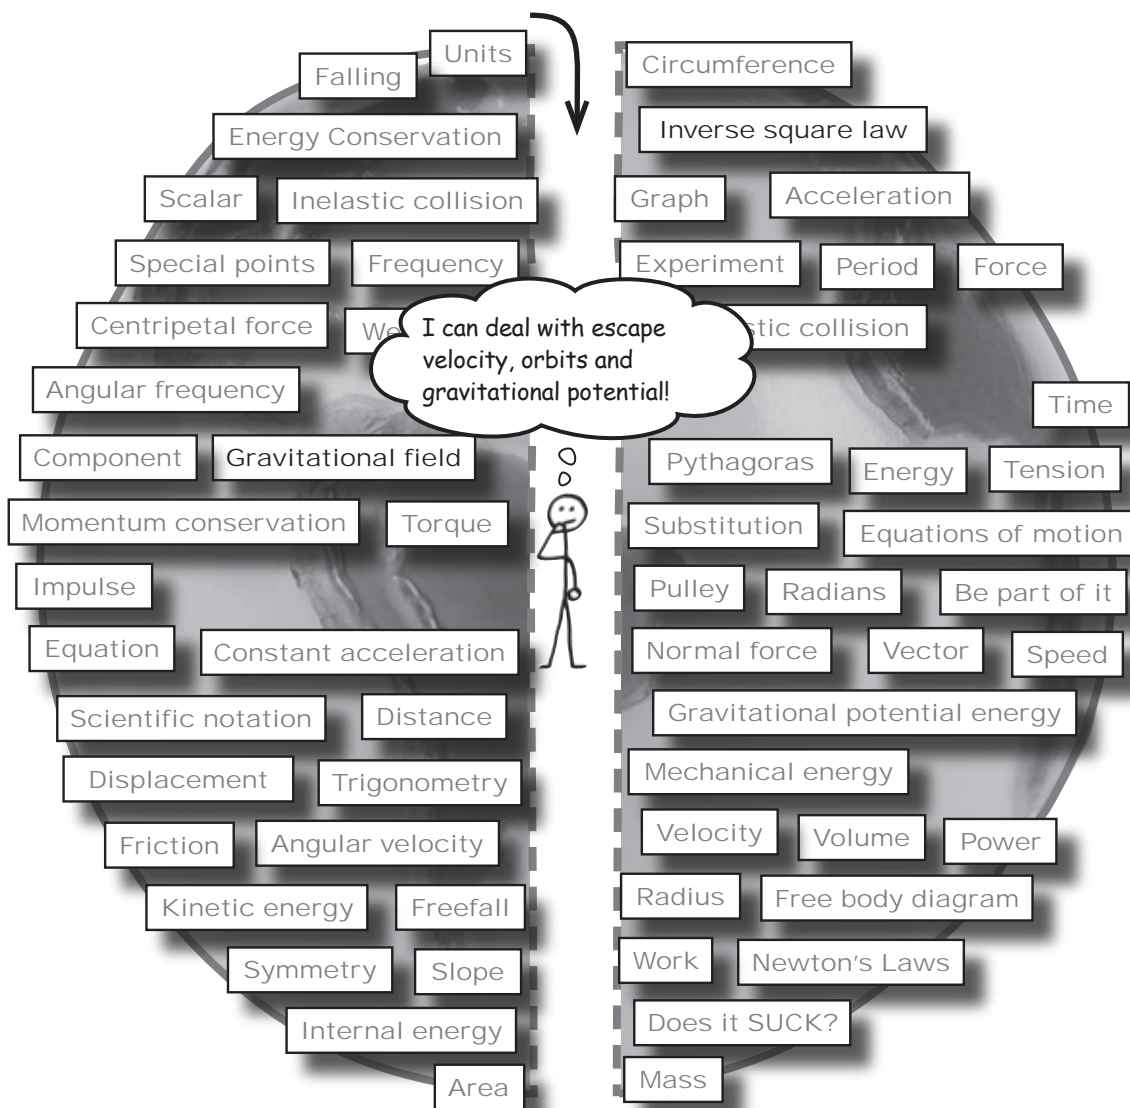 Units
Falling
Energy Conservation
Scalar
Inelastic collision
Special points
Frequency
Centripetal force
Angular frequency
Component
Gravitational field
Momentum conservation
Torque
Impulse
Equation
Constant acceleration
Scientific notation
Distance
Displacement
Trigonometry
Friction
Angular velocity
Kinetic energy
Freefall
Symmetry
Slope
Internal energy
Area
I can deal with escape
velocity, orbits and
gravitational potential!
Circumference
Inverse square law
Graph
Acceleration
Experiment
Period
Force
collision
Time
Pythagoras
Energy
Tension
Substitution
Equations of motion
Pulley
Radians
Be part of it
Normal force
Vector
Speed
Gravitational potential energy
Mechanical energy
Velocity
Volume
Power
Radius
Free body diagram
Work
Newton's Laws
Does it SUCK?
Mass